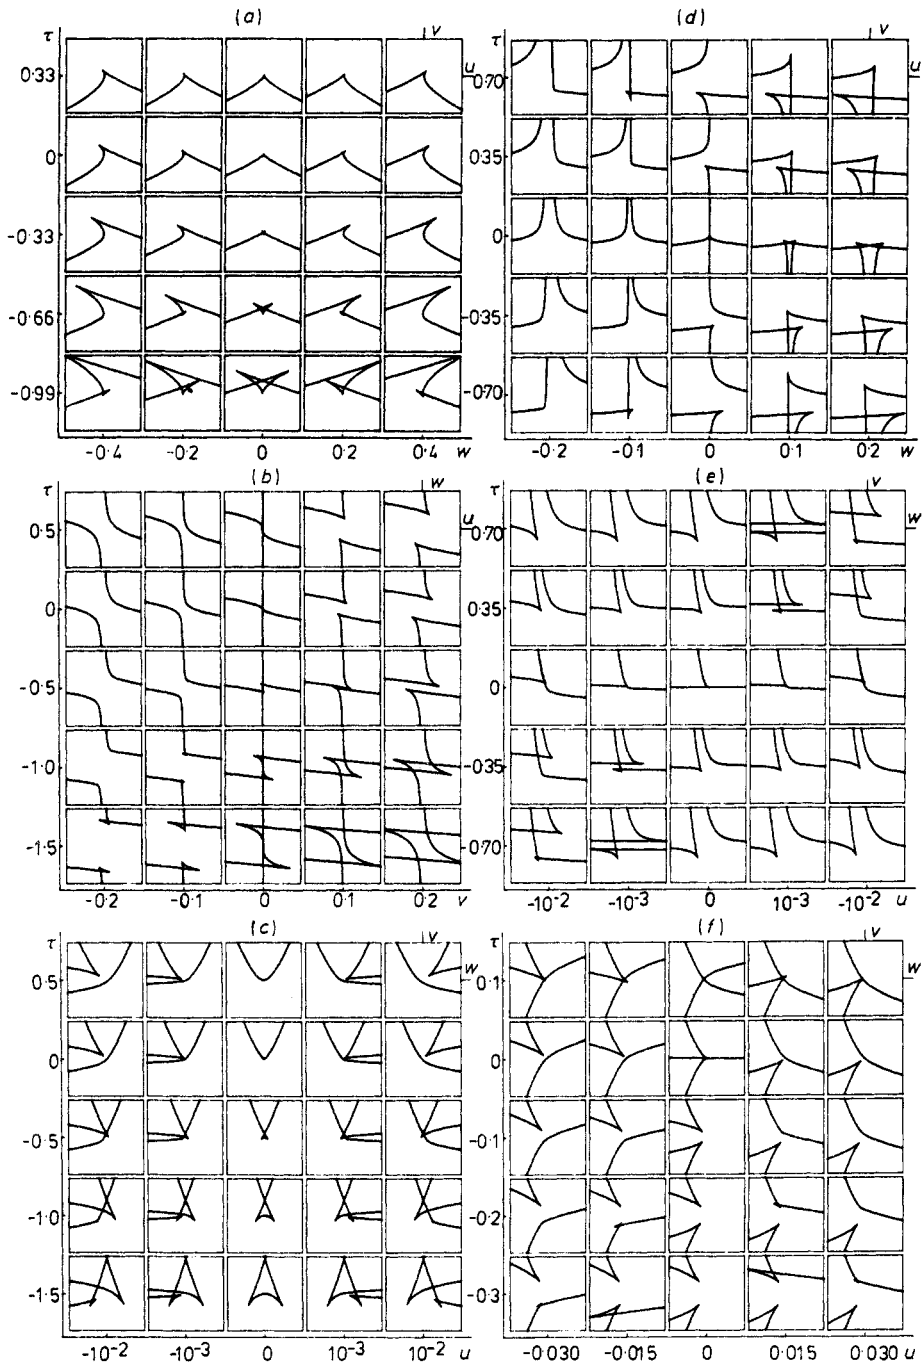 (a)
τ
v
u
0·33
0
-0·33
-0·66
-0·99
-0·4 -0·2 0 0·2 0·4 w
(d)
τ
v
u
0·70
0·35
0
-0·35
-0·70
-0·2 -0·1 0 0·1 0·2 w
(b)
τ
w
u
0·5
0
-0·5
-1·0
-1·5
-0·2 -0·1 0 0·1 0·2 v
(e)
τ
v
w
0·70
0·35
0
-0·35
-0·70
-10⁻² -10⁻³ 0 10⁻³ -10⁻² u
(c)
τ
v
w
0·5
0
-0·5
-1·0
-1·5
-10⁻² -10⁻³ 0 10⁻³ 10⁻² u
(f)
τ
v
w
0·1
0
-0·1
-0·2
-0·3
-0·030 -0·015 0 0·015 0·030 u